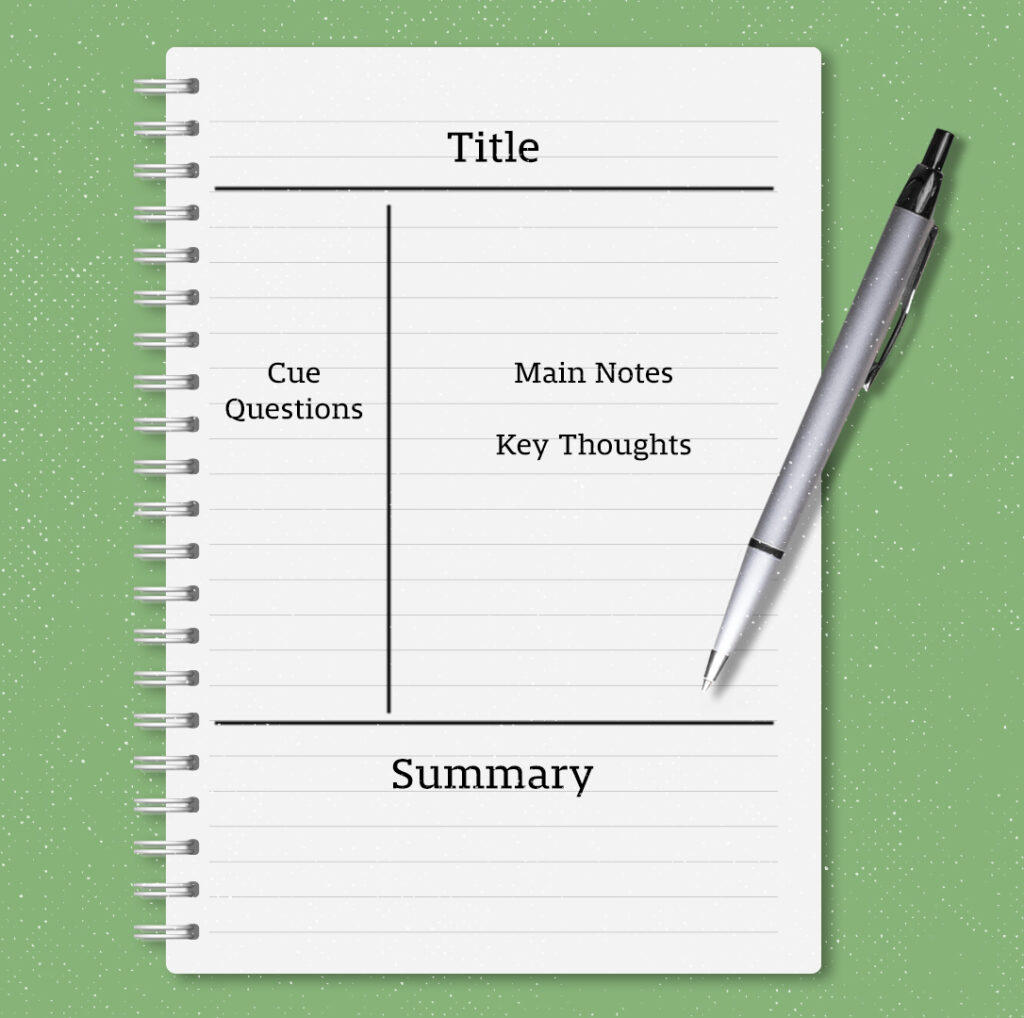 Title
Cue
Questions
Main Notes
Key Thoughts
Summary